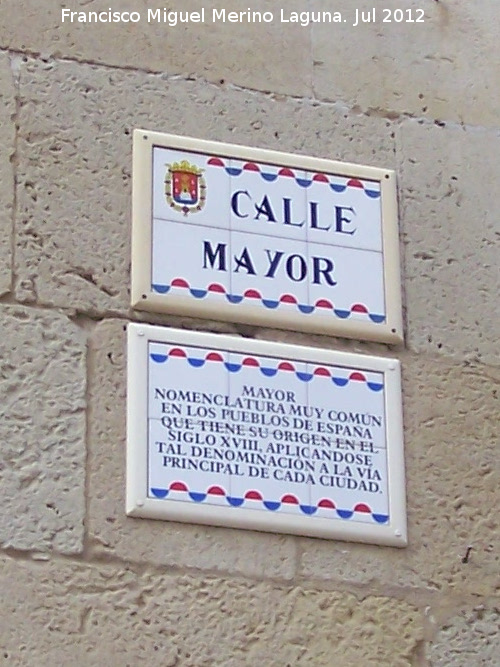 Francisco Miguel Merino Laguna. Jul 2012
CALLE
MAYOR
MAYOR
NOMENCLATURA MUY COMÚN
EN LOS PUEBLOS DE ESPAÑA
QUE TIENE SU ORIGEN EN EL
SIGLO XVIII, APLICANDOSE
TAL DENOMINACIÓN A LA VÍA
PRINCIPAL DE CADA CIUDAD.